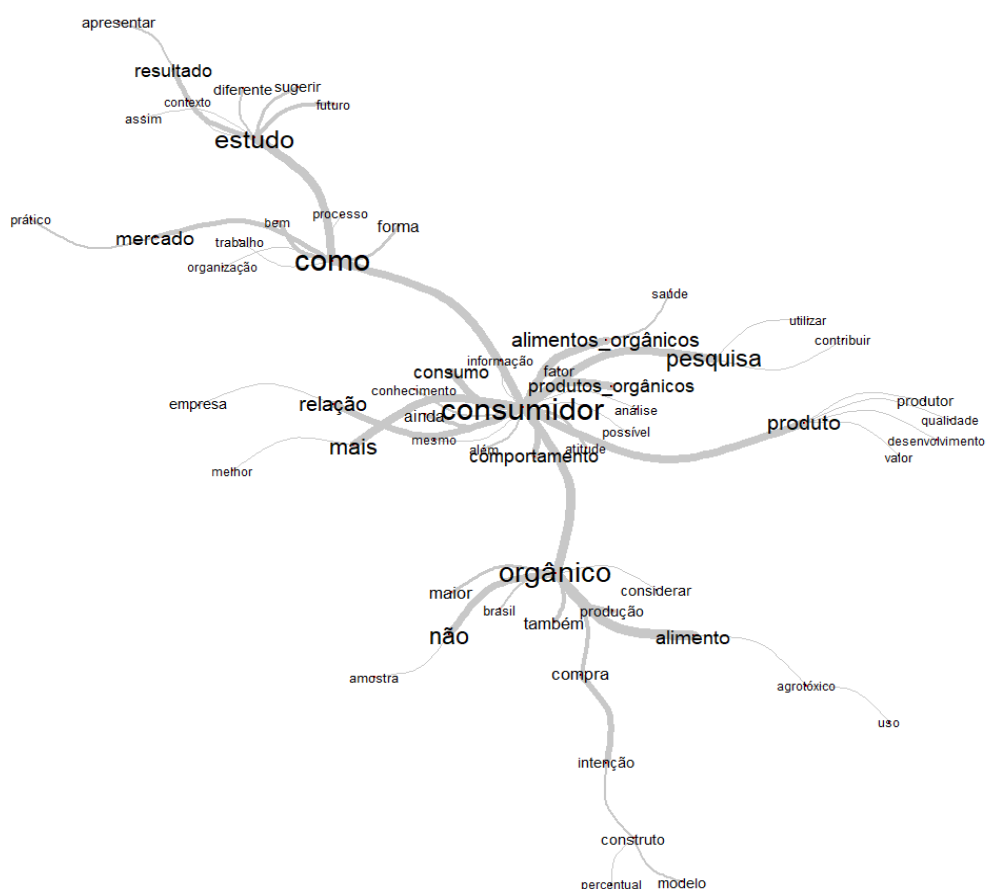 apresentar
resultado
diferente
sugerir
contexto
futuro
assim
estudo
prático
mercado
bem
processo
forma
trabalho
organização
como
saúde
utilizar
alimentos_orgânicos
contribuir
informação
pesquisa
consumo
fator
conhecimento
produtos_orgânicos
empresa
relação
ainda
consumidor
análise
produtor
produto
qualidade
mais
mesmo
possível
desenvolvimento
melhor
além
comportamento
atitude
valor
orgânico
maior
considerar
brasil
produção
não
também
alimento
amostra
compra
agrotóxico
uso
intenção
construto
percentual
modelo